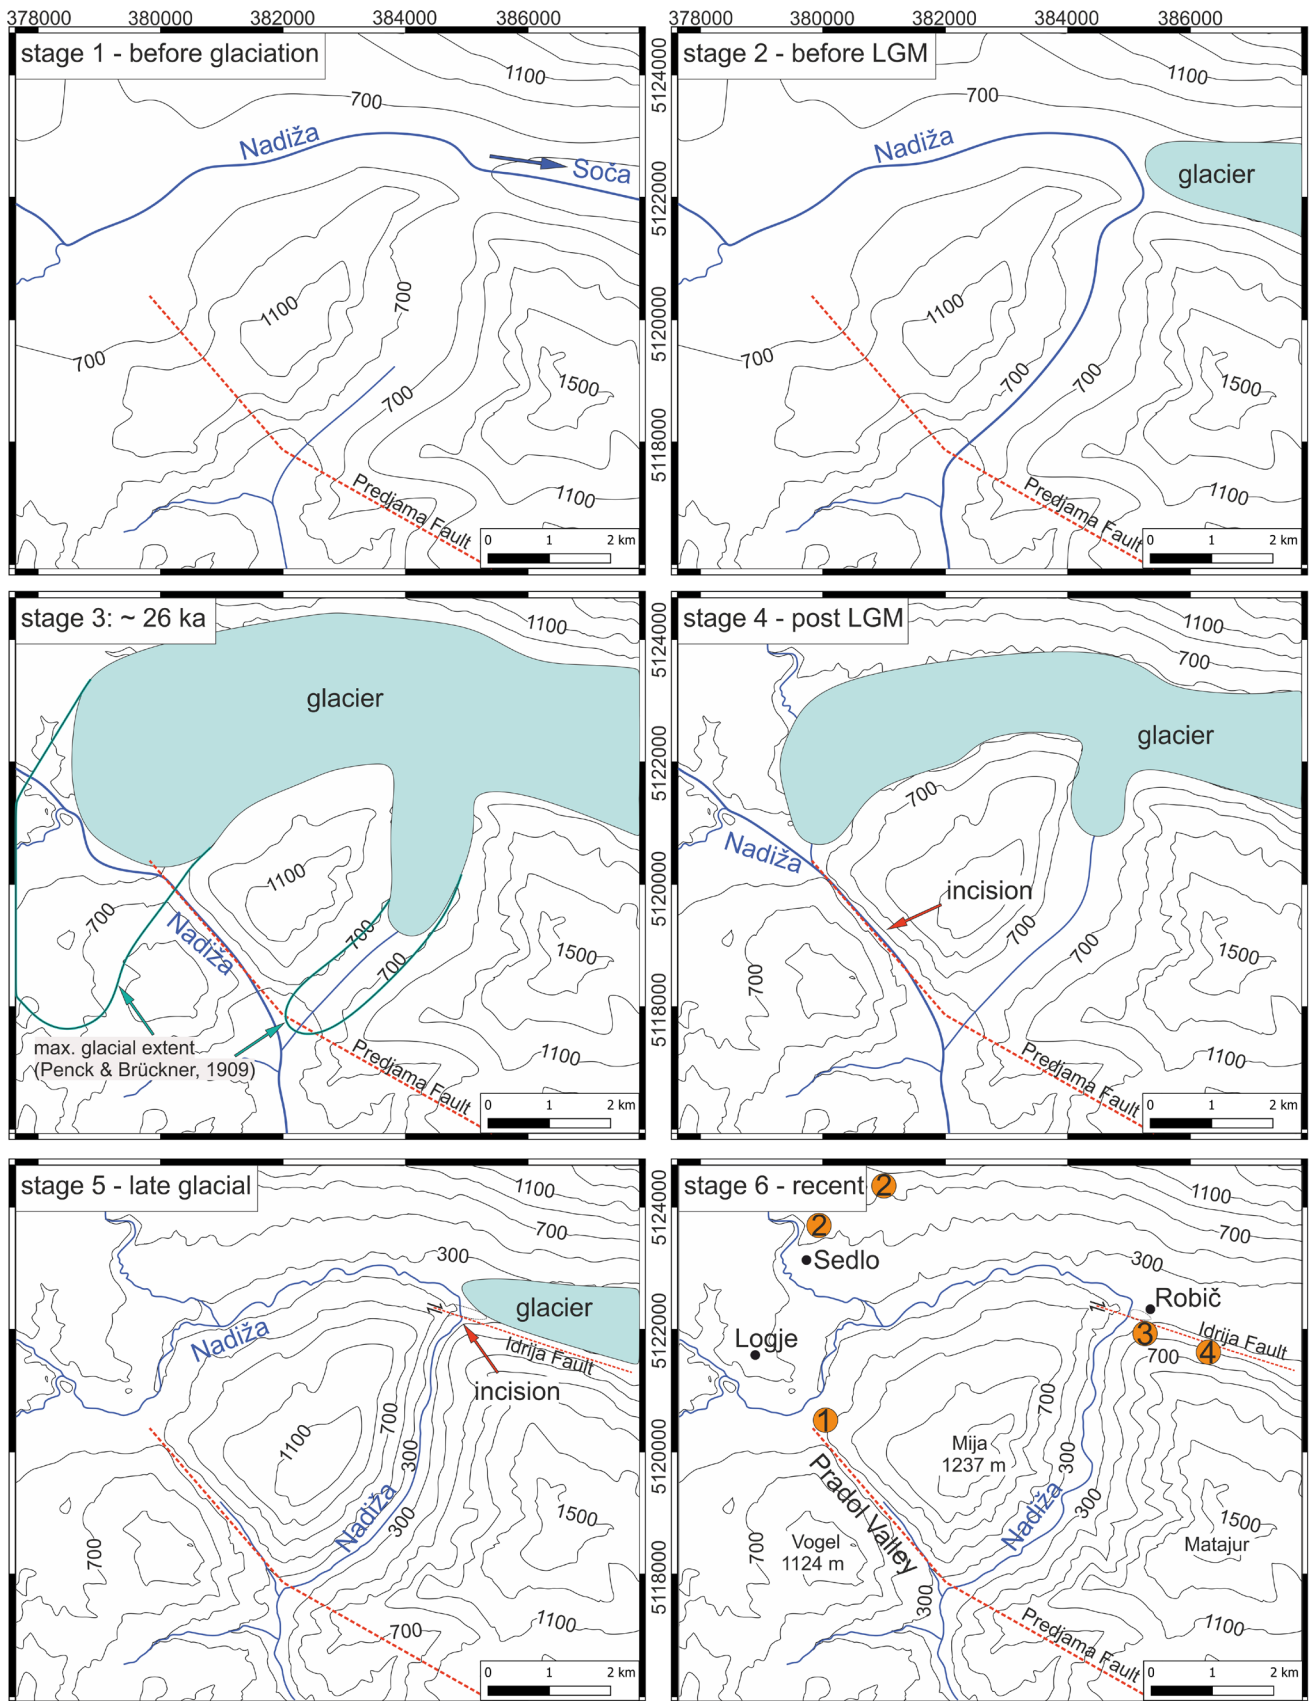 378000 380000 382000 384000 386000
378000 380000 382000 384000 386000
stage 1 - before glaciation
1100
700
Nadiža
Soča
700
1100
700
1500
700
1100
Predjama Fault
0 1 2 km
5124000
5122000
5120000
5118000
stage 2 - before LGM
1100
700
Nadiža
glacier
1100
700
700
700
1500
1100
Predjama Fault
0 1 2 km
stage 3: ~ 26 ka
1100
glacier
1100
700
Nadiža
700
700
1500
max. glacial extent
(Penck & Brückner, 1909)
1100
Predjama Fault
0 1 2 km
5124000
5122000
5120000
5118000
stage 4 - post LGM
1100
700
glacier
700
Nadiža
incision
700
700
700
1500
1100
Predjama Fault
0 1 2 km
stage 5 - late glacial
1100
700
300
glacier
Nadiža
Idrija Fault
incision
700
1100
300
Nadiža
300
1500
700
1100
700
0 1 2 km
5124000
5122000
5120000
5118000
stage 6 - recent
2
1100
2
700
Sedlo
300
Robič
3
Idrija Fault
Logje
4
700
1
700
Mija
1237 m
300
Pradol Valley
Nadiža
300
1500
Vogel
1124 m
700
Matajur
300
1100
Predjama Fault
0 1 2 km